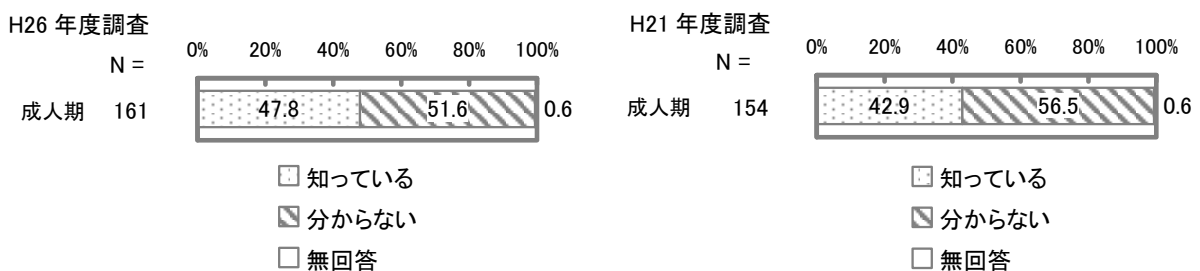 H26 年度調査
N =
0% 20% 40% 60% 80% 100%
成人期 161 47.8 51.6 0.6
知っている
分からない
無回答
H21 年度調査
N =
0% 20% 40% 60% 80% 100%
成人期 154 42.9 56.5 0.6
知っている
分からない
無回答